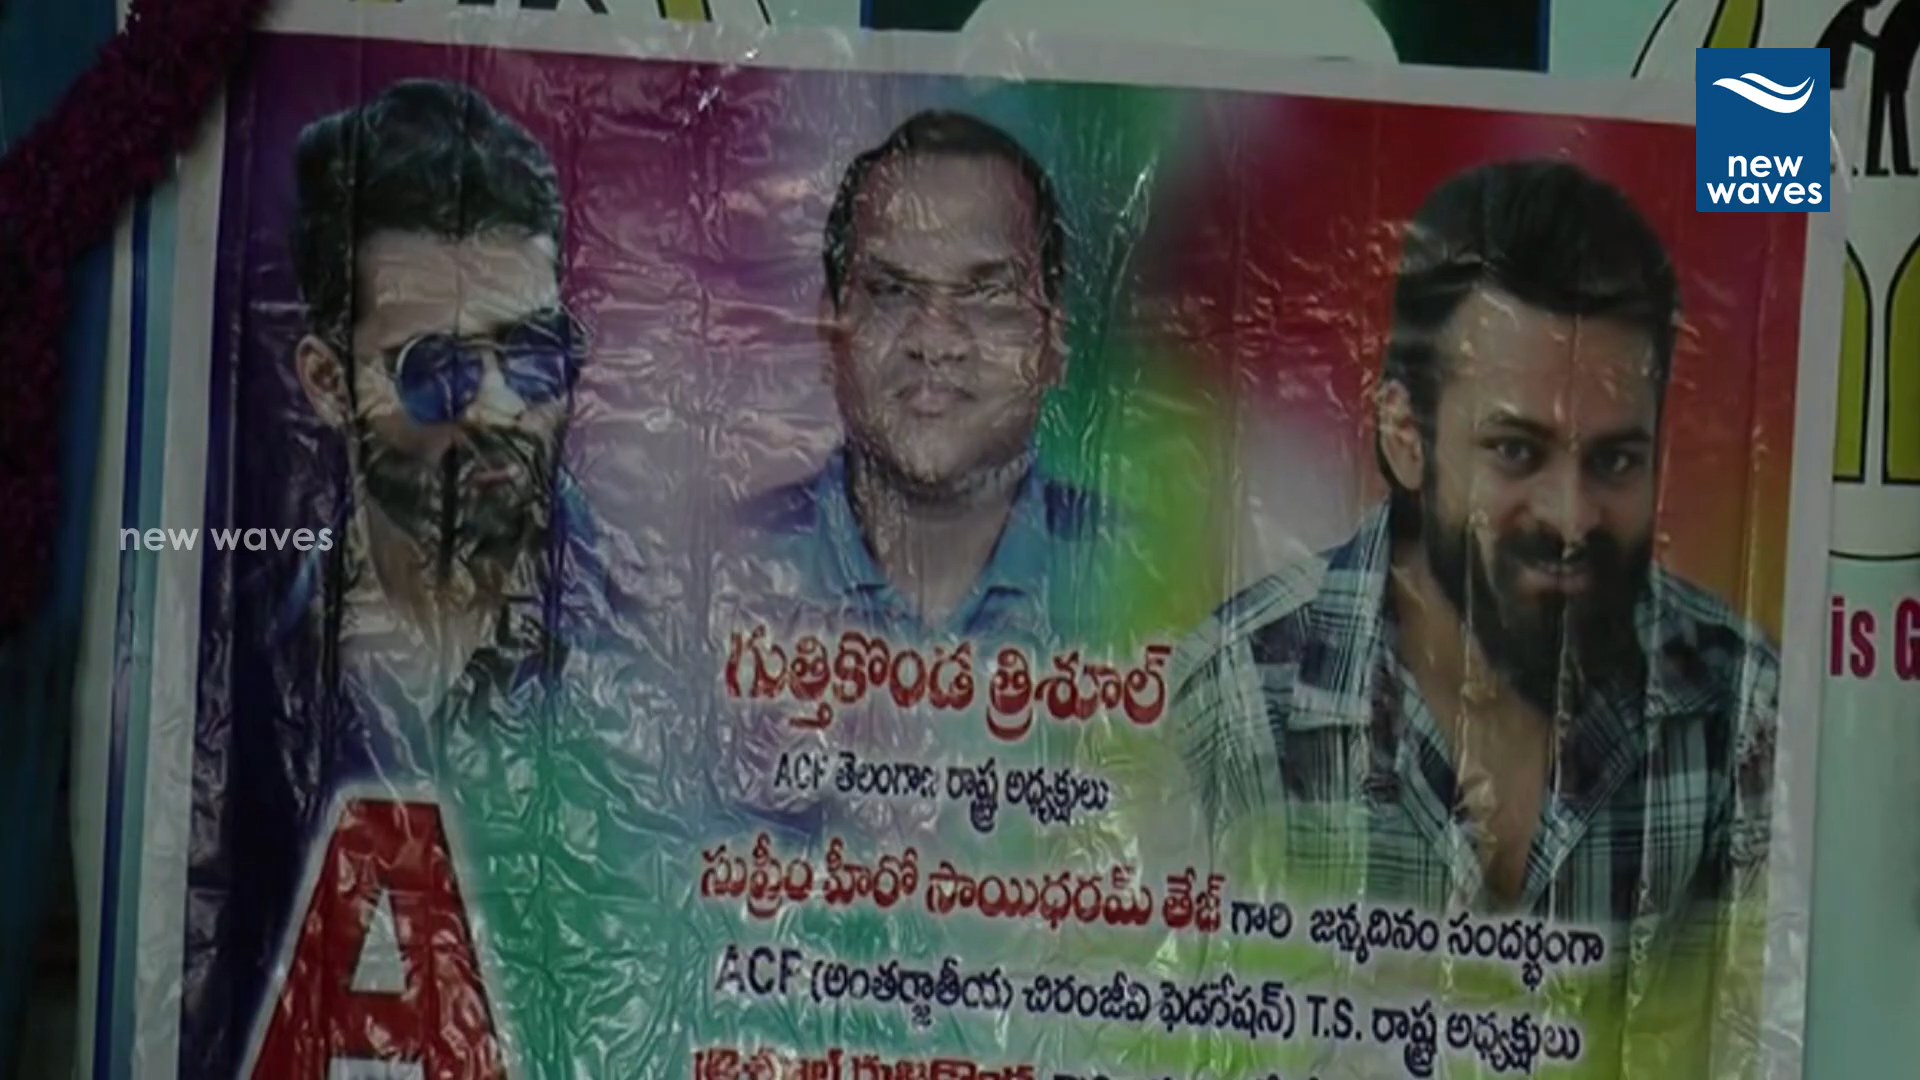 new
waves
new waves
is G
గుత్తికొండ త్రిశూల్
ACF తెలంగాణ రాష్ట్ర అధ్యక్షులు
సుప్రీం హీరో సాయిధరమ్ తేజ్ గారి జన్మదినం సందర్భంగా
ACF (అంతర్జాతీయ చిరంజీవి ఫెడరేషన్) T.S. రాష్ట్ర అధ్యక్షులు
A